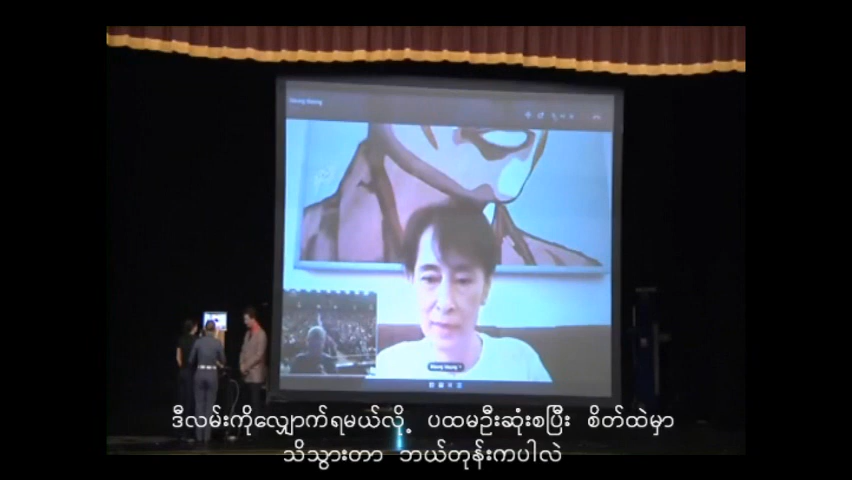 ဒီလမ်းကိုလျှောက်ရမယ်လို့ ပထမဦးဆုံးစပြီး စိတ်ထဲမှာ
သိသွားတာ ဘယ်တုန်းကပါလဲ